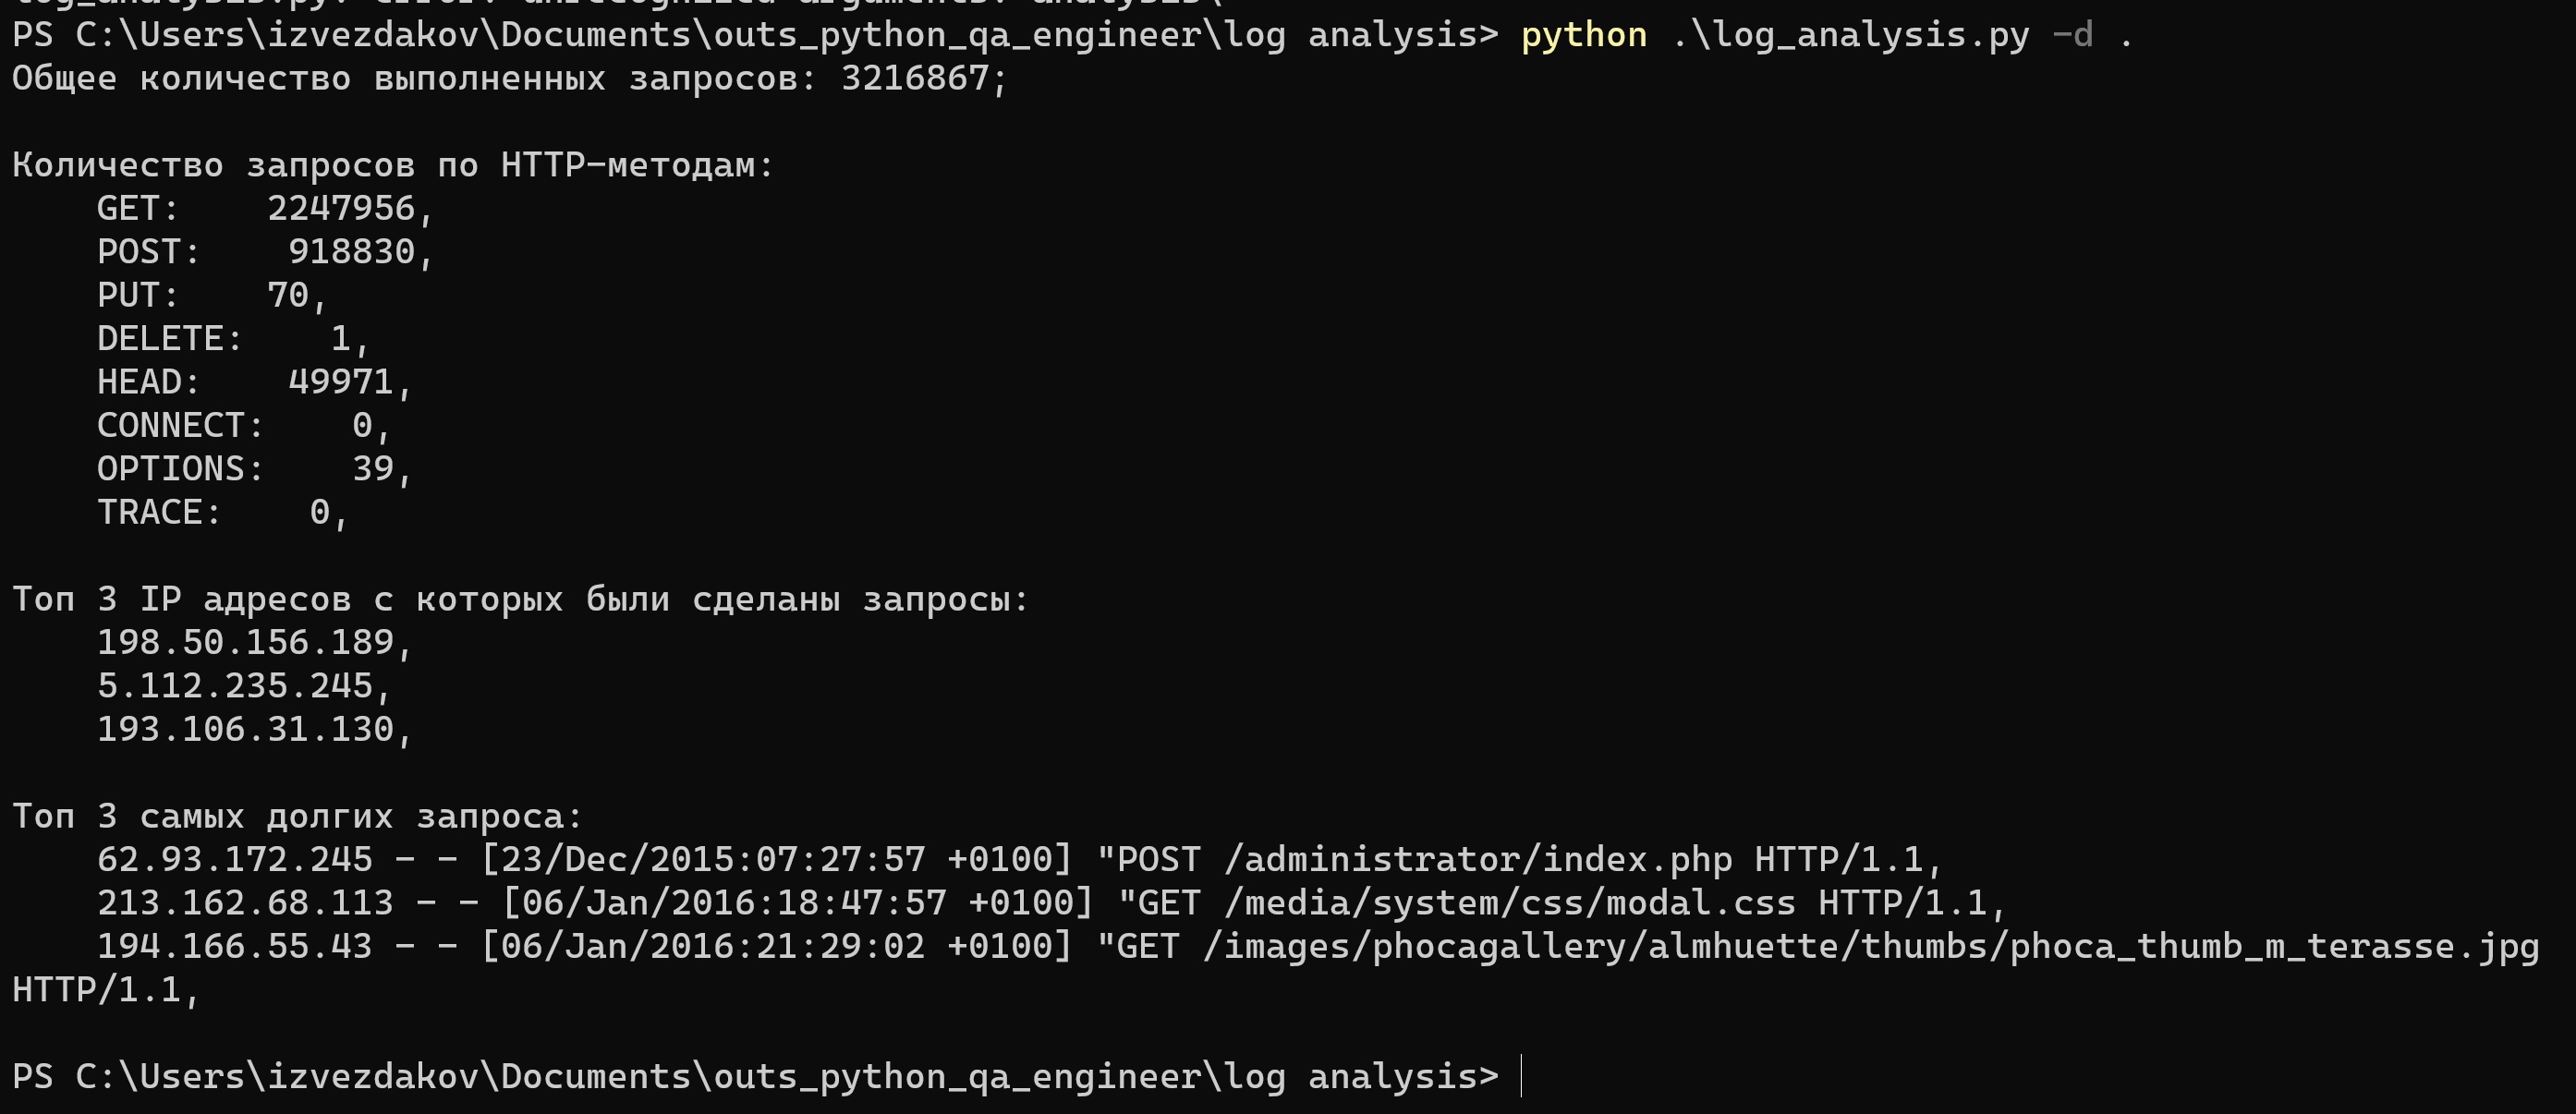 log_analysis.py: error: unrecognized arguments: analysis\
PS C:\Users\izvezdakov\Documents\outs_python_qa_engineer\log analysis> python .\log_analysis.py -d .
Общее количество выполненных запросов: 3216867;
Количество запросов по HTTP-методам:
GET: 2247956,
POST: 918830,
PUT: 70,
DELETE: 1,
HEAD: 49971,
CONNECT: 0,
OPTIONS: 39,
TRACE: 0,
Топ 3 IP адресов с которых были сделаны запросы:
198.50.156.189,
5.112.235.245,
193.106.31.130,
Топ 3 самых долгих запроса:
62.93.172.245 - - [23/Dec/2015:07:27:57 +0100] "POST /administrator/index.php HTTP/1.1,
213.162.68.113 - - [06/Jan/2016:18:47:57 +0100] "GET /media/system/css/modal.css HTTP/1.1,
194.166.55.43 - - [06/Jan/2016:21:29:02 +0100] "GET /images/phocagallery/almhuette/thumbs/phoca_thumb_m_terasse.jpg
HTTP/1.1,
PS C:\Users\izvezdakov\Documents\outs_python_qa_engineer\log analysis>